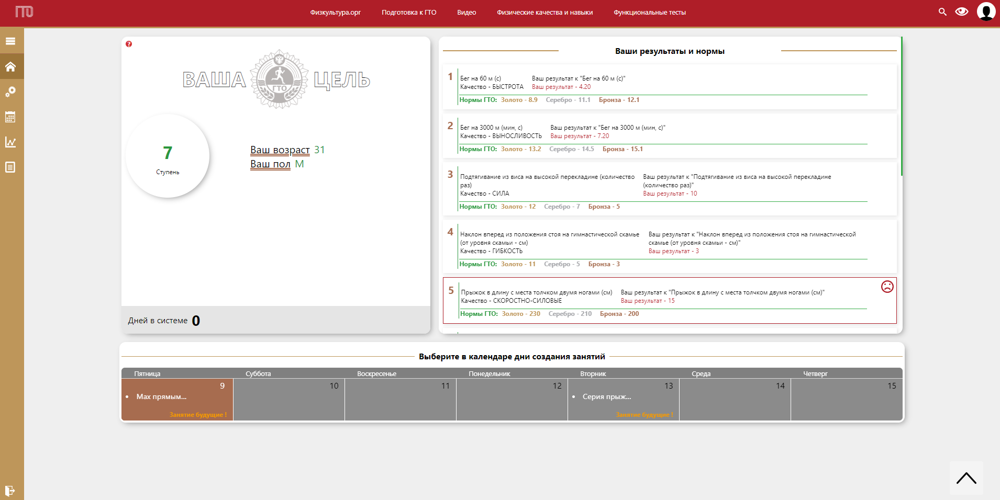 ГТО
Физкультура.орг
Подготовка к ГТО
Видео
Физические качества и навыки
Функциональные тесты
?
ВАША ЦЕЛЬ
ГТО
7
Ступень
Ваш возраст 31
Ваш пол М
Дней в системе 0
Ваши результаты и нормы
1
Бег на 60 м (с)
Качество - БЫСТРОТА
Ваш результат к "Бег на 60 м (с)"
Ваш результат - 4.20
Нормы ГТО: Золото - 8.9 Серебро - 11.1 Бронза - 12.1
2
Бег на 3000 м (мин, с)
Качество - ВЫНОСЛИВОСТЬ
Ваш результат к "Бег на 3000 м (мин, с)"
Ваш результат - 7.20
Нормы ГТО: Золото - 13.2 Серебро - 14.5 Бронза - 15.1
3
Подтягивание из виса на высокой перекладине (количество
раз)
Качество - СИЛА
Ваш результат к "Подтягивание из виса на высокой перекладине
(количество раз)"
Ваш результат - 10
Нормы ГТО: Золото - 12 Серебро - 7 Бронза - 5
4
Наклон вперед из положения стоя на гимнастической скамье
(от уровня скамьи - см)
Качество - ГИБКОСТЬ
Ваш результат к "Наклон вперед из положения стоя на гимнастической
скамье (от уровня скамьи - см)"
Ваш результат - 3
Нормы ГТО: Золото - 11 Серебро - 5 Бронза - 3
5
Прыжок в длину с места толчком двумя ногами (см)
Качество - СКОРОСТНО-СИЛОВЫЕ
Ваш результат к "Прыжок в длину с места толчком двумя ногами (см)"
Ваш результат - 15
Нормы ГТО: Золото - 230 Серебро - 210 Бронза - 200
Выберите в календаре дни создания занятий
Пятница Суббота Воскресенье Понедельник Вторник Среда Четверг
9 10 11 12 13 14 15
• Мах прямым...
• Серия прыж...
Занятие будущие !
Занятие будущие !